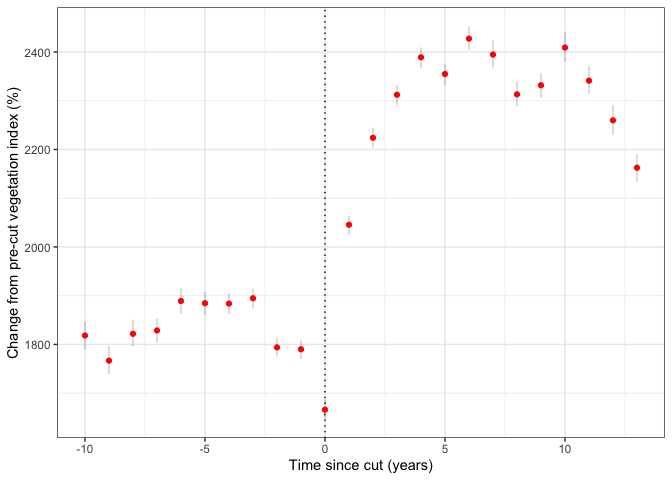 Change from pre-cut vegetation index (%)
2400
2200
2000
1800
-10 -5 0 5 10
Time since cut (years)